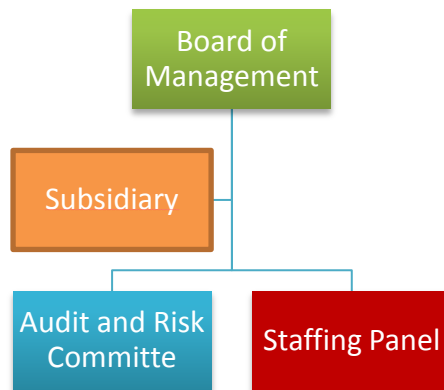 Board of
Management
Subsidiary
Audit and Risk
Committe
Staffing Panel